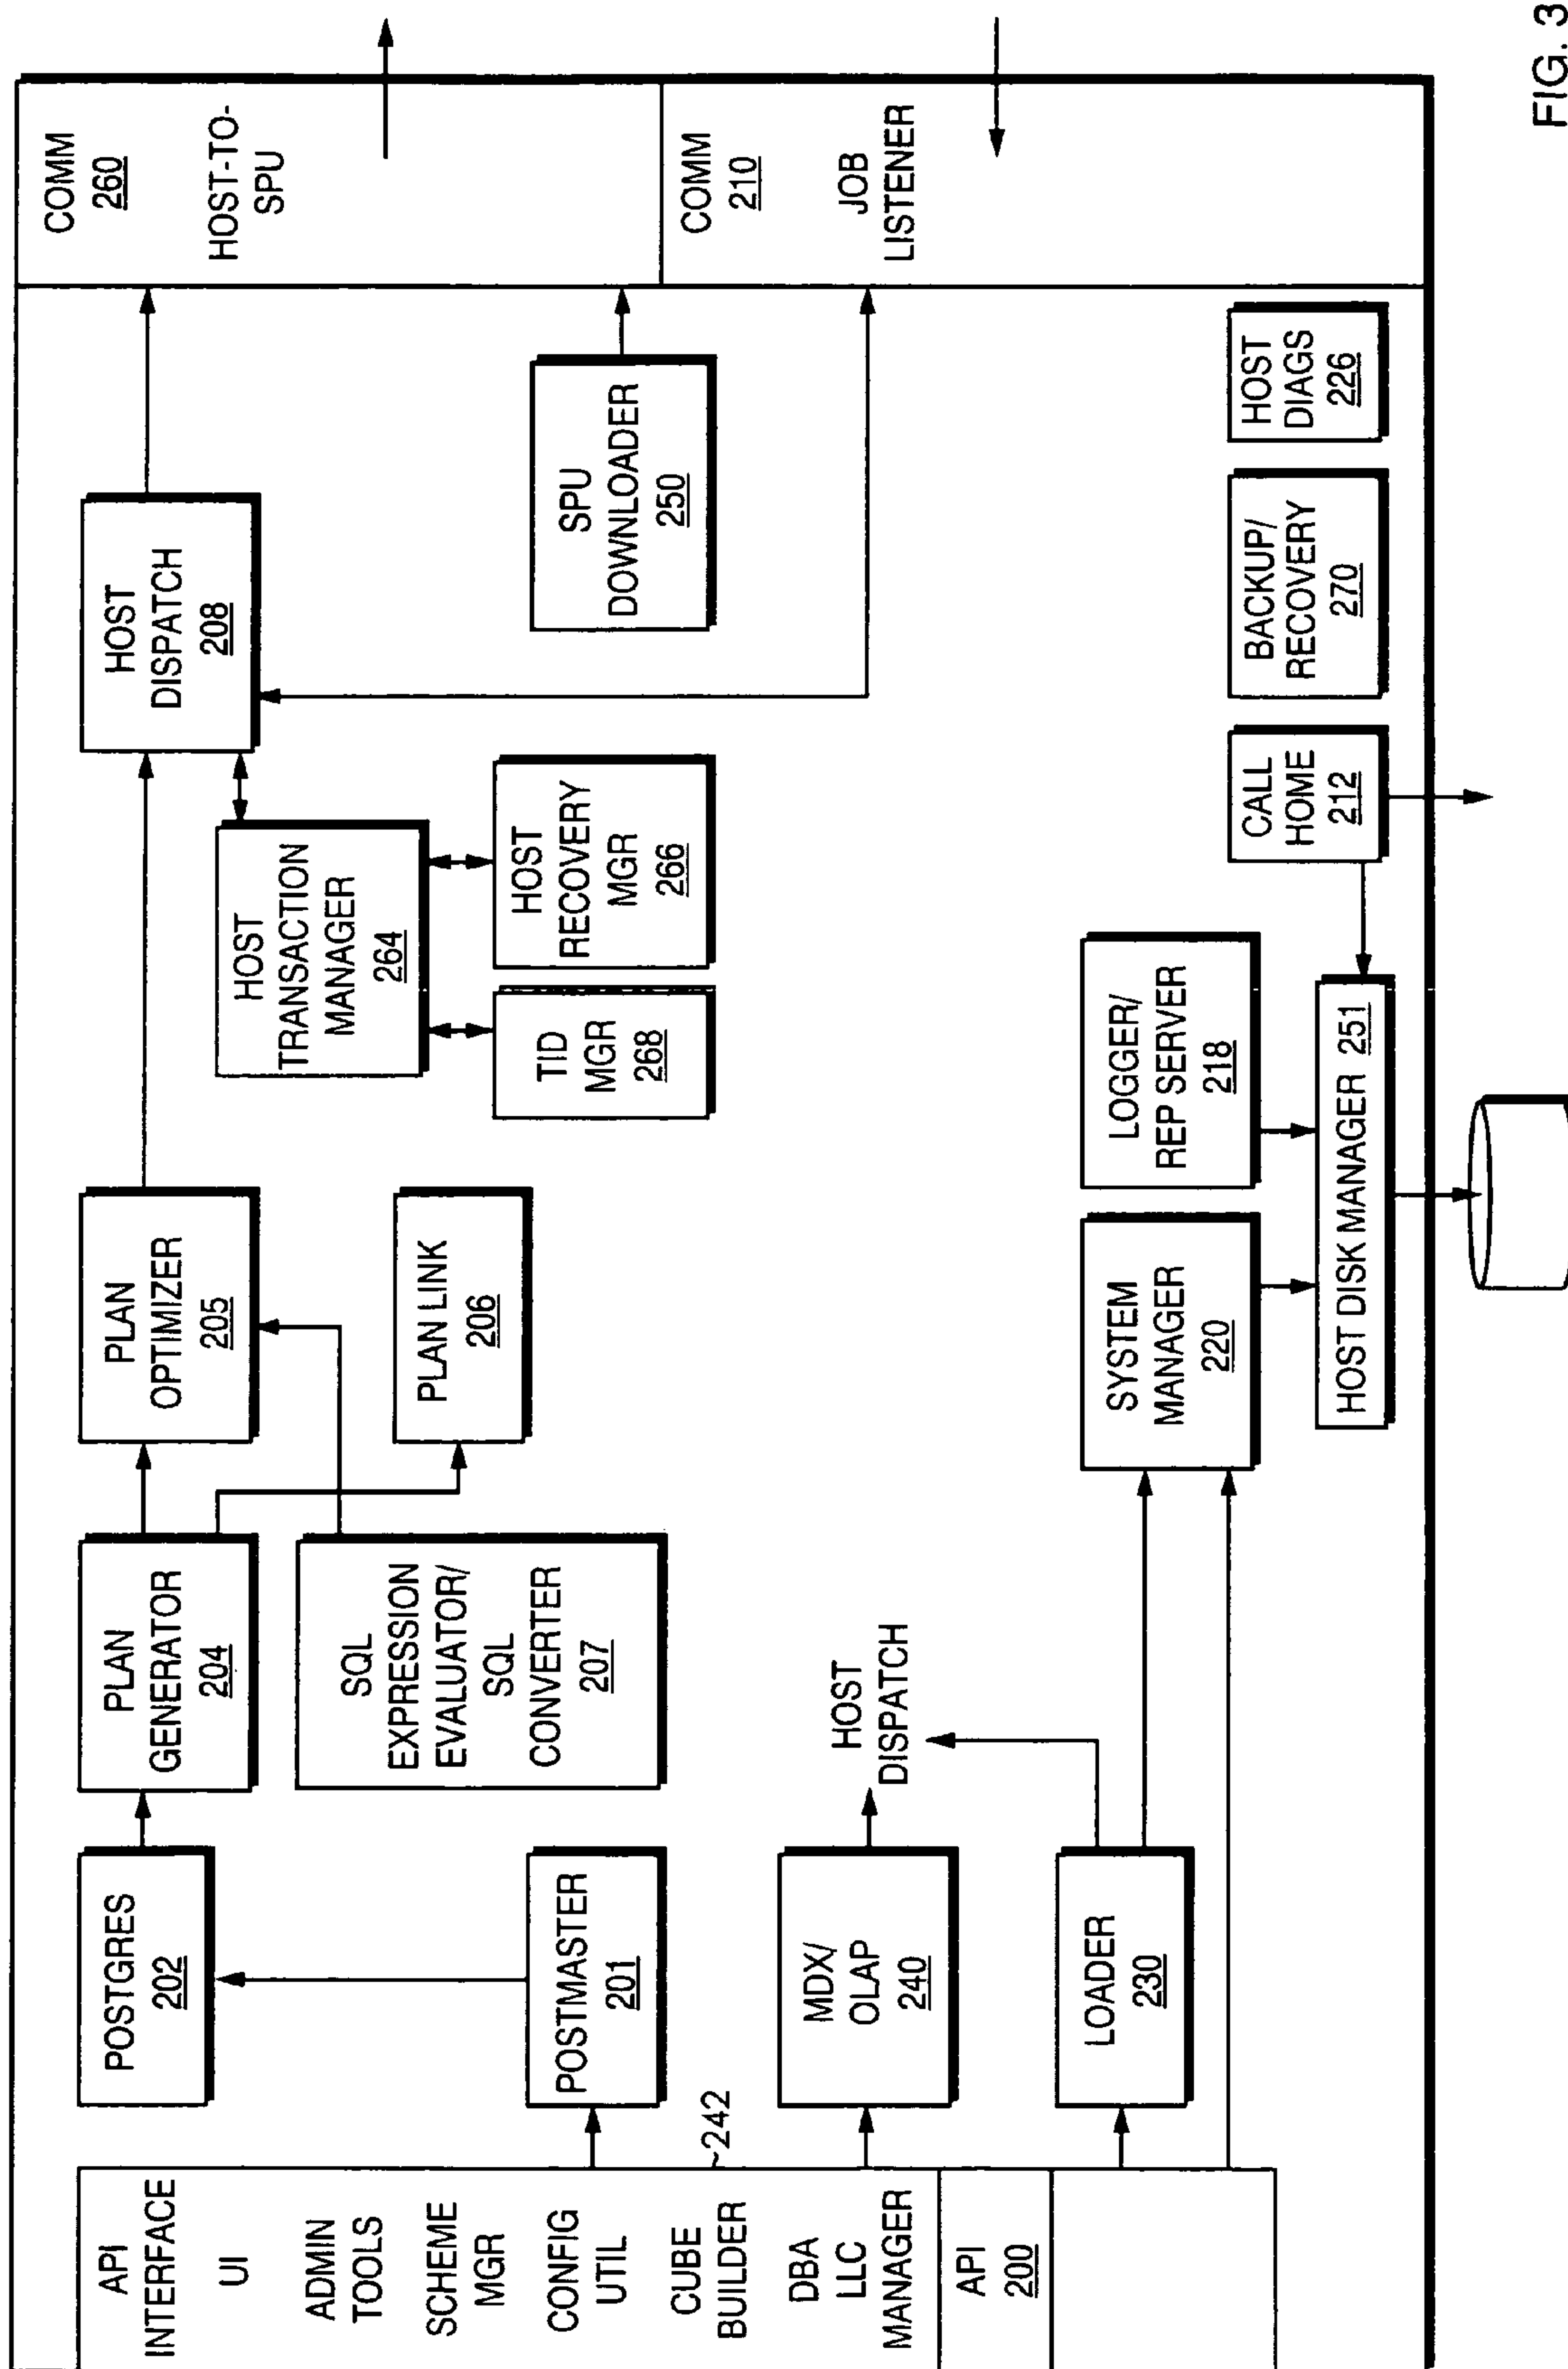 API
INTERFACE
UI
ADMIN
TOOLS
SCHEME
MGR
CONFIG
UTIL
CUBE
BUILDER
242
DBA
LLC
MANAGER
API
200
POSTGRES
202
POSTMASTER
201
MDX/
OLAP
240
LOADER
230
PLAN
GENERATOR
204
SQL
EXPRESSION
EVALUATOR/
SQL
CONVERTER
207
HOST
DISPATCH
PLAN
OPTIMIZER
205
PLAN LINK
206
SYSTEM
MANAGER
220
LOGGER/
REP SERVER
218
HOST DISK MANAGER 251
HOST
TRANSACTION
MANAGER
264
TID
MGR
268
HOST
RECOVERY
MGR
266
HOST
DISPATCH
208
SPU
DOWNLOADER
250
CALL
HOME
212
BACKUP/
RECOVERY
270
HOST
DIAGS
226
COMM
260
HOST-TO-
SPU
COMM
210
JOB
LISTENER
FIG. 3